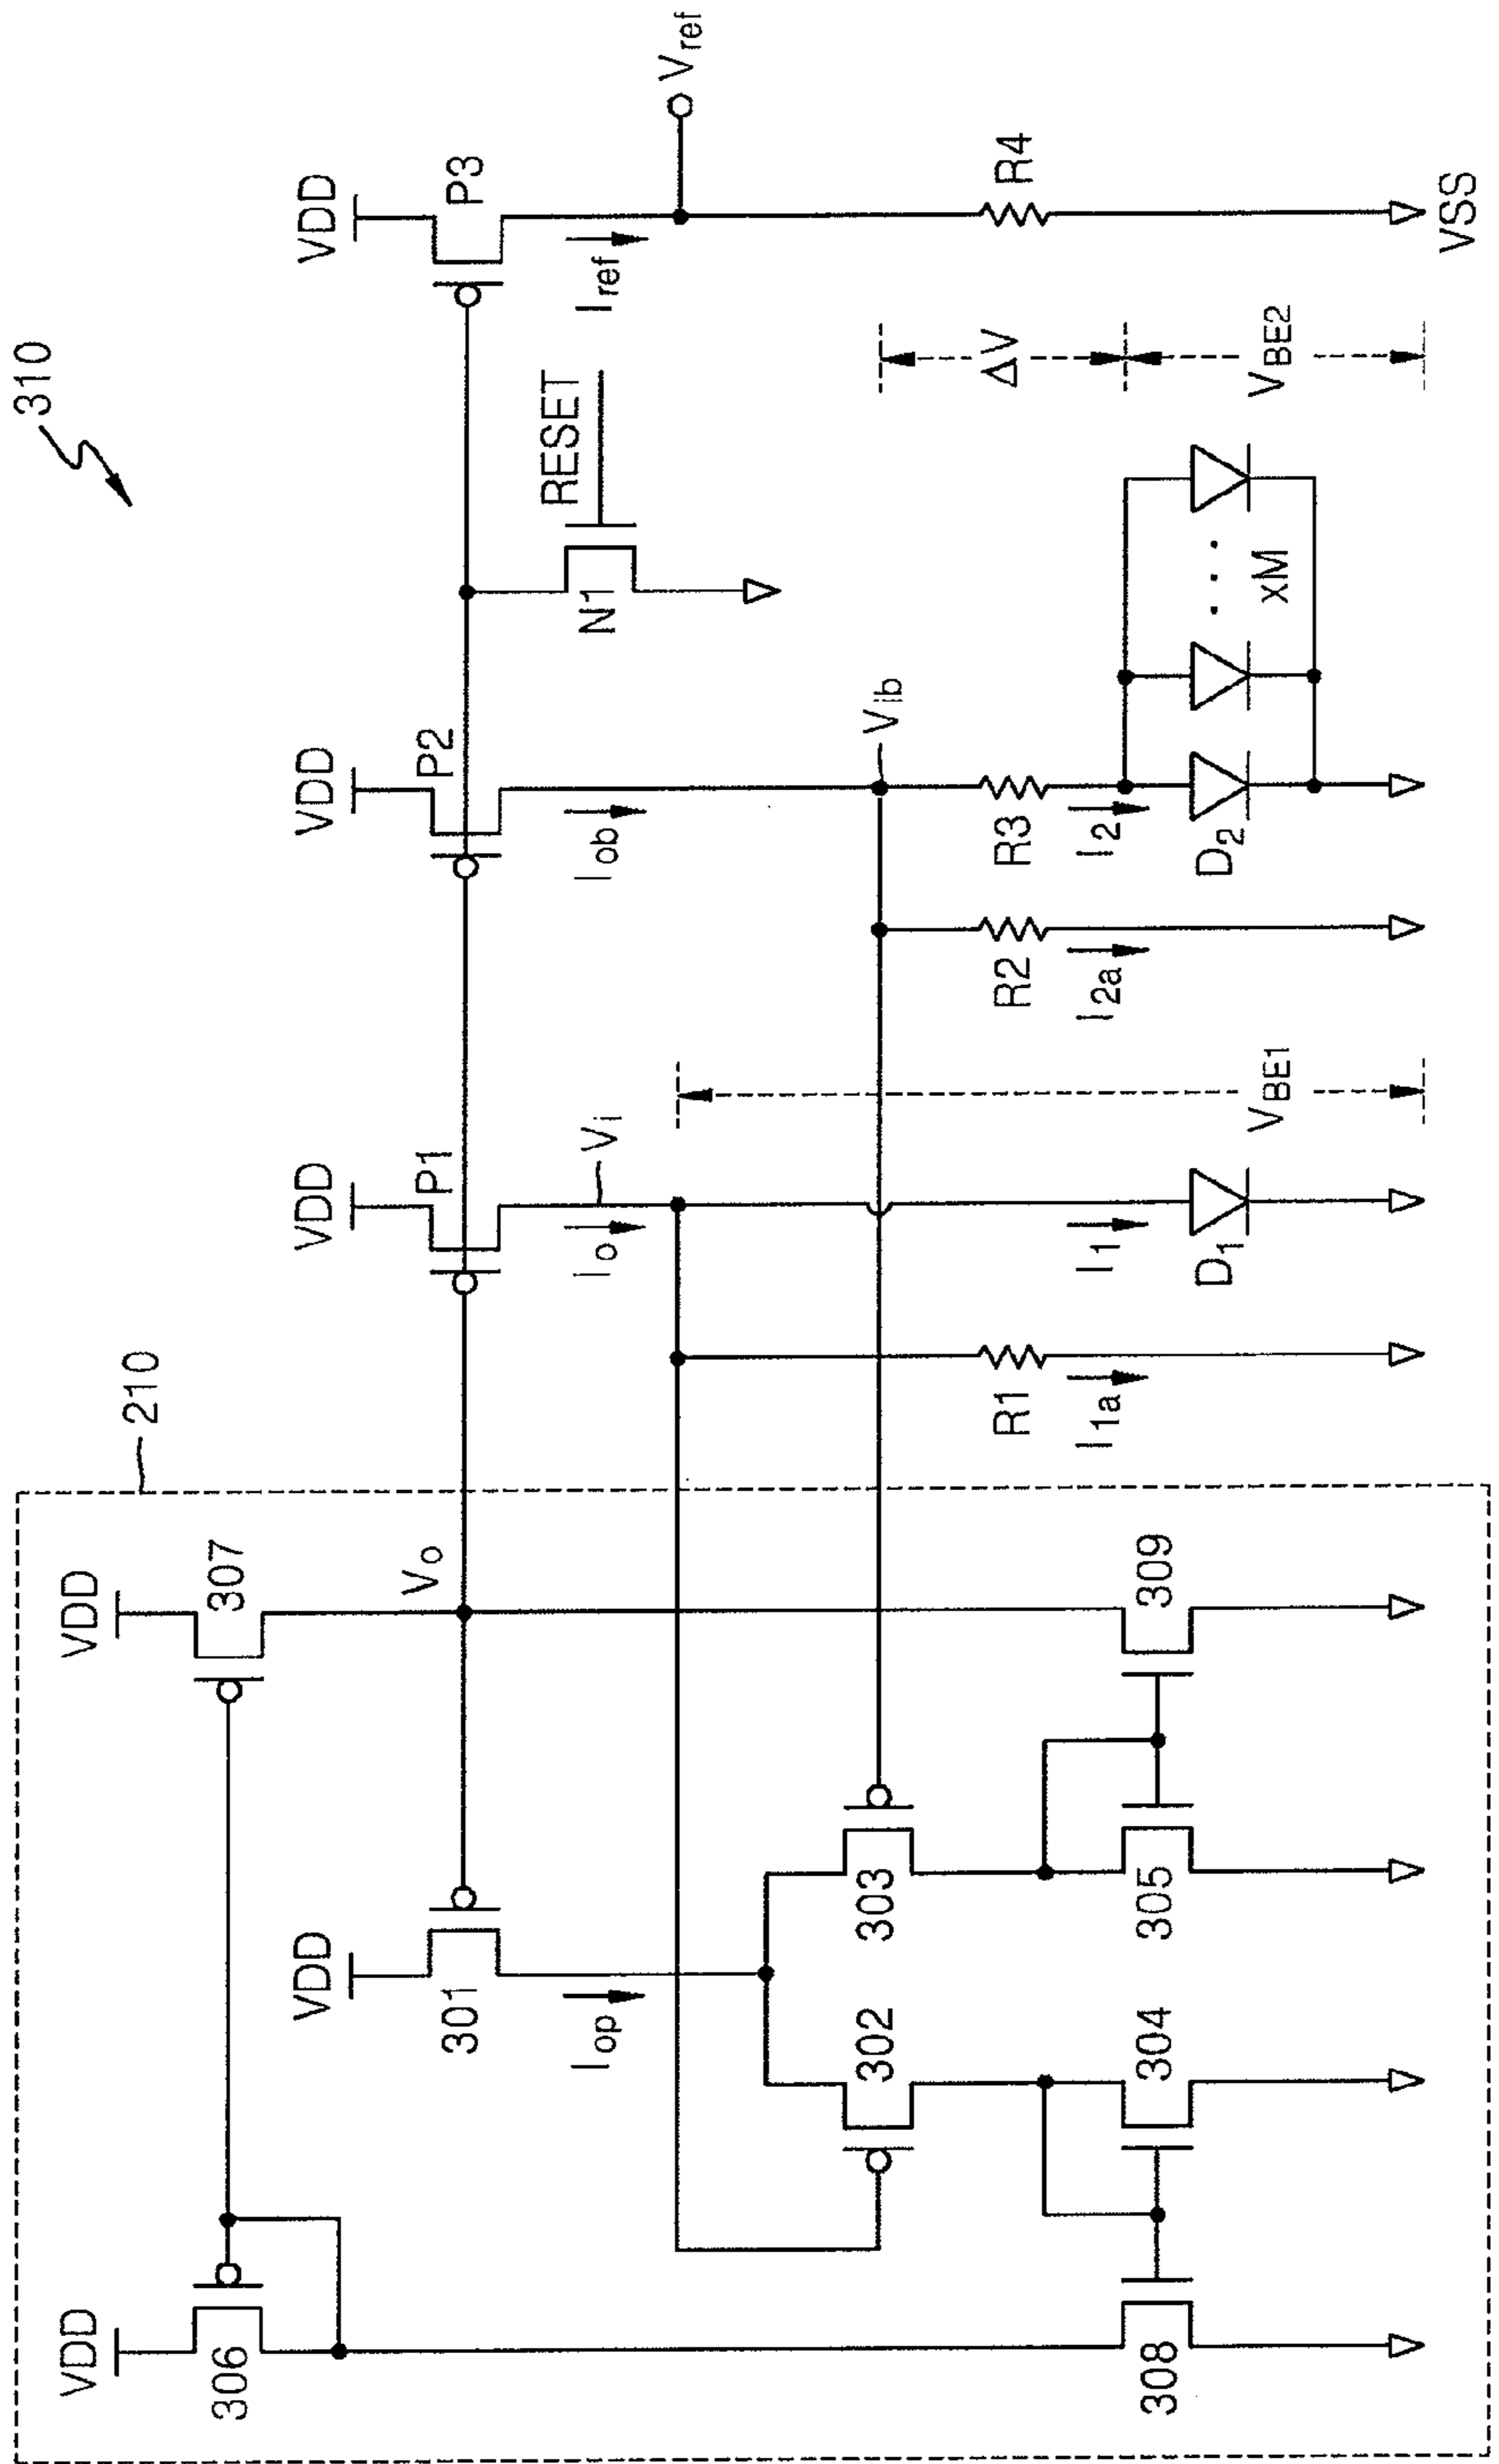 310
210
VDD
VDD
VDD
VDD
VDD
VDD
306
307
Vo
P1
P2
P3
301
Iop
Io
Vi
Iob
N1
RESET
Iref
Vref
302
303
Vib
R1
R2
R3
R4
I1a
I1
I2a
I2
VBE1
ΔV
VBE2
308
304
305
309
D1
D2
. . .
xM
VSS